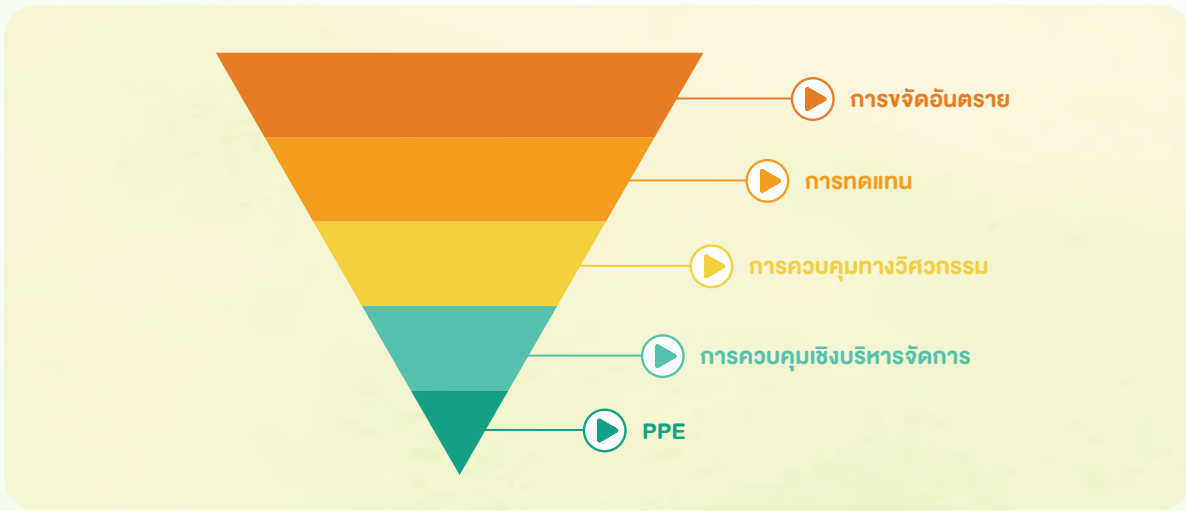 การขจัดอันตราย
การทดแทน
การควบคุมทางวิศวกรรม
การควบคุมเชิงบริหารจัดการ
PPE